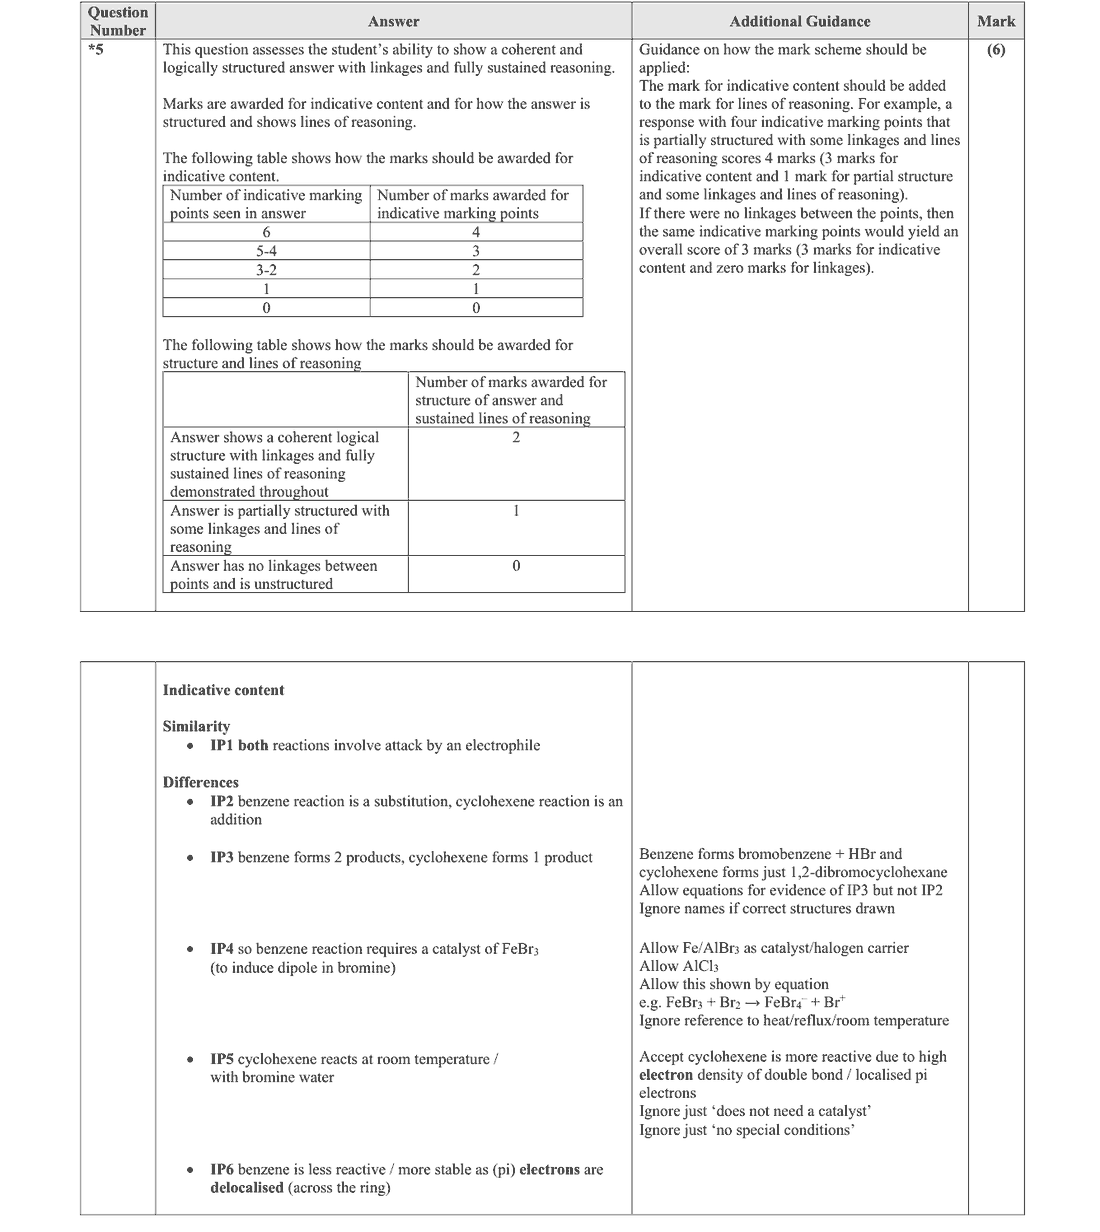 Question Number
Answer
Additional Guidance
Mark
*5
This question assesses the student's ability to show a coherent and
logically structured answer with linkages and fully sustained reasoning.
Marks are awarded for indicative content and for how the answer is
structured and shows lines of reasoning.
The following table shows how the marks should be awarded for
indicative content.
Number of indicative marking
points seen in answer
Number of marks awarded for
indicative marking points
6
4
5-4
3
3-2
2
1
1
0
0
The following table shows how the marks should be awarded for
structure and lines of reasoning
Number of marks awarded for
structure of answer and
sustained lines of reasoning
Answer shows a coherent logical
structure with linkages and fully
sustained lines of reasoning
demonstrated throughout
2
Answer is partially structured with
some linkages and lines of
reasoning
1
Answer has no linkages between
points and is unstructured
0
Guidance on how the mark scheme should be
applied:
The mark for indicative content should be added
to the mark for lines of reasoning. For example, a
response with four indicative marking points that
is partially structured with some linkages and lines
of reasoning scores 4 marks (3 marks for
indicative content and 1 mark for partial structure
and some linkages and lines of reasoning).
If there were no linkages between the points, then
the same indicative marking points would yield an
overall score of 3 marks (3 marks for indicative
content and zero marks for linkages).
(6)
Indicative content
Similarity
• IP1 both reactions involve attack by an electrophile
Differences
• IP2 benzene reaction is a substitution, cyclohexene reaction is an
addition
• IP3 benzene forms 2 products, cyclohexene forms 1 product
Benzene forms bromobenzene + HBr and
cyclohexene forms just 1,2-dibromocyclohexane
Allow equations for evidence of IP3 but not IP2
Ignore names if correct structures drawn
• IP4 so benzene reaction requires a catalyst of FeBr₃
(to induce dipole in bromine)
Allow Fe/AlBr₃ as catalyst/halogen carrier
Allow AlCl₃
Allow this shown by equation
e.g. FeBr₃ + Br₂ → FeBr₄⁻ + Br⁺
Ignore reference to heat/reflux/room temperature
• IP5 cyclohexene reacts at room temperature /
with bromine water
Accept cyclohexene is more reactive due to high
electron density of double bond / localised pi
electrons
Ignore just 'does not need a catalyst'
Ignore just 'no special conditions'
• IP6 benzene is less reactive / more stable as (pi) electrons are
delocalised (across the ring)